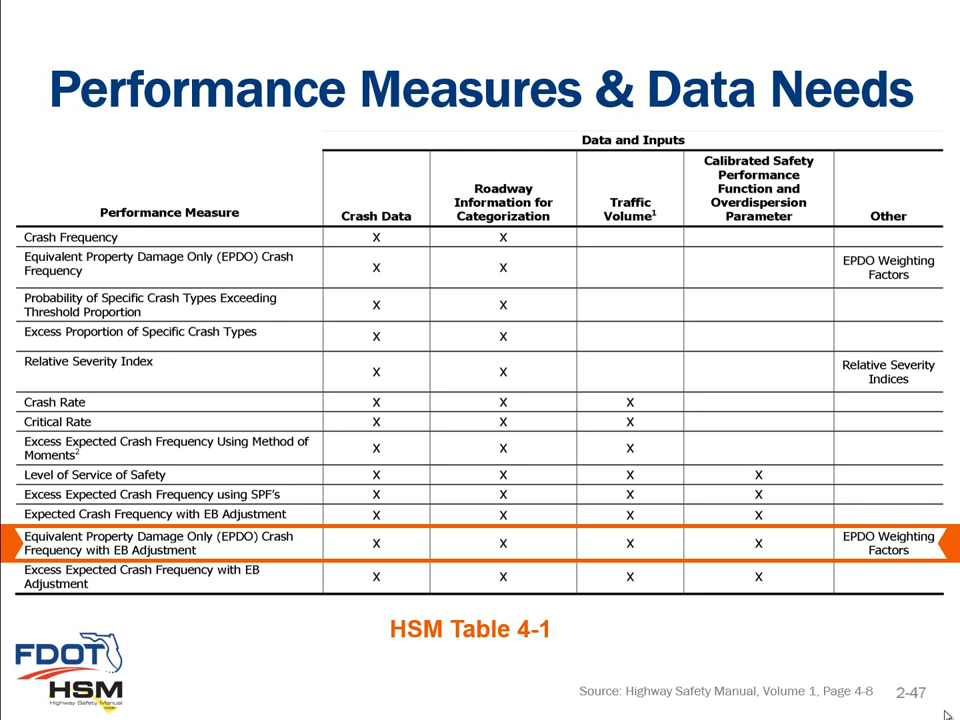 Performance Measures & Data Needs
Data and Inputs
Performance Measure
Crash Data
Roadway
Information for
Categorization
Traffic
Volume1
Calibrated Safety
Performance
Function and
Overdispersion
Parameter
Other
Crash Frequency X X
Equivalent Property Damage Only (EPDO) Crash
Frequency
X X
EPDO Weighting
Factors
Probability of Specific Crash Types Exceeding
Threshold Proportion
X X
Excess Proportion of Specific Crash Types
X X
Relative Severity Index
X X
Relative Severity
Indices
Crash Rate X X X
Critical Rate X X X
Excess Expected Crash Frequency Using Method of
Moments2
X X X
Level of Service of Safety X X X X
Excess Expected Crash Frequency using SPF's X X X X
Expected Crash Frequency with EB Adjustment X X X X
Equivalent Property Damage Only (EPDO) Crash
Frequency with EB Adjustment
X X X X
EPDO Weighting
Factors
Excess Expected Crash Frequency with EB
Adjustment
X X X X
HSM Table 4-1
FDOT
HSM
Highway Safety Manual
Source: Highway Safety Manual, Volume 1, Page 4-8
2-47